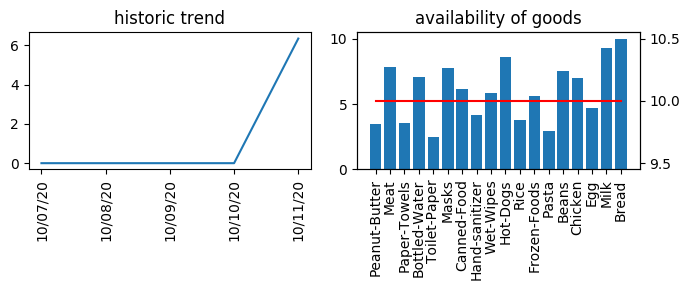 historic trend
6
4
2
0
10/07/20
10/08/20
10/09/20
10/10/20
10/11/20
availability of goods
10
5
0
10.5
10.0
9.5
Peanut-Butter
Meat
Paper-Towels
Bottled-Water
Toilet-Paper
Masks
Canned-Food
Hand-sanitizer
Wet-Wipes
Hot-Dogs
Rice
Frozen-Foods
Pasta
Beans
Chicken
Egg
Milk
Bread